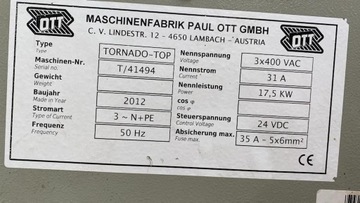 OTT
MASCHINENFABRIK PAUL OTT GMBH
C. V. LINDESTR. 12 - 4650 LAMBACH - AUSTRIA
OTT
Type
Type
TORNADO-TOP
Maschinen-Nr.
Serial no.
T/41494
Gewicht
Weight
Baujahr
Made in Year
2012
Stromart
Type of Current
3 ~ N+PE
Frequenz
Frequency
50 Hz
Nennspannung
Voltage
3x400 VAC
Nennstrom
Current
31 A
Nennleistung
Power
17,5 KW
cos φ
cos φ
Steuerspannung
Control Voltage
24 VDC
Absicherung max.
Fuse max.
35 A - 5x6mm²
CE